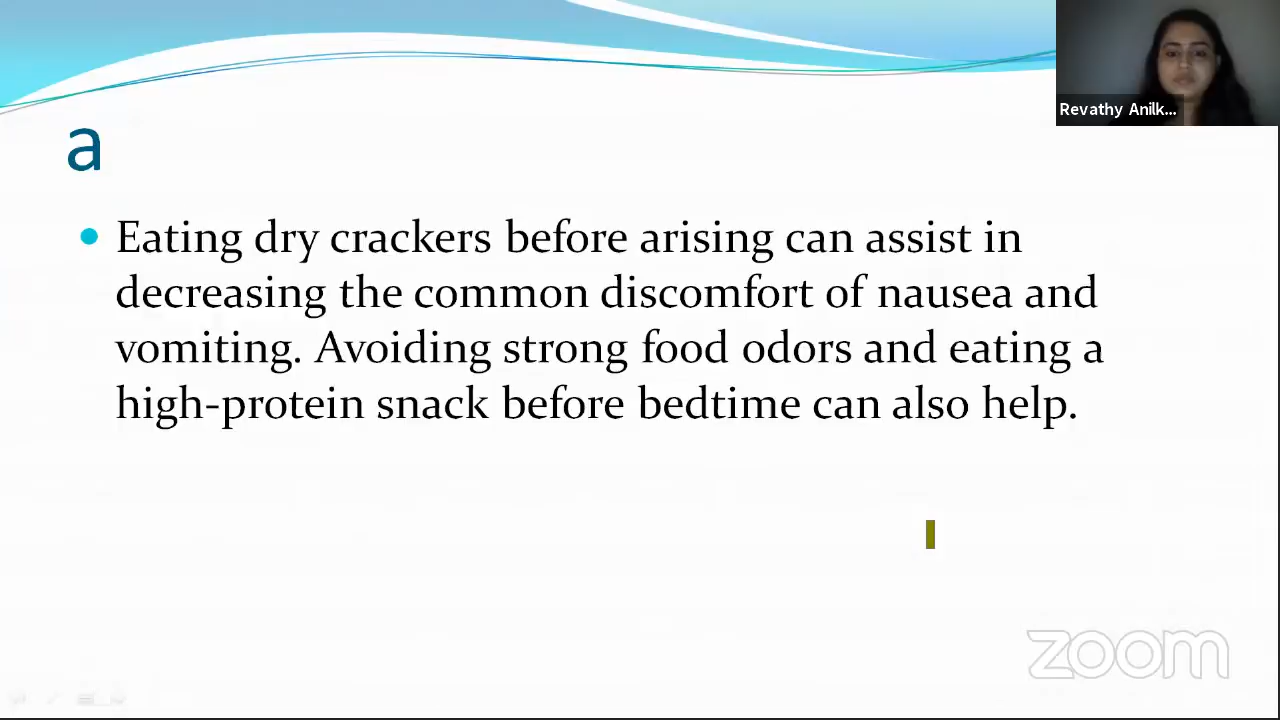 Revathy Anilk...
a
Eating dry crackers before arising can assist in
decreasing the common discomfort of nausea and
vomiting. Avoiding strong food odors and eating a
high-protein snack before bedtime can also help.
zoom